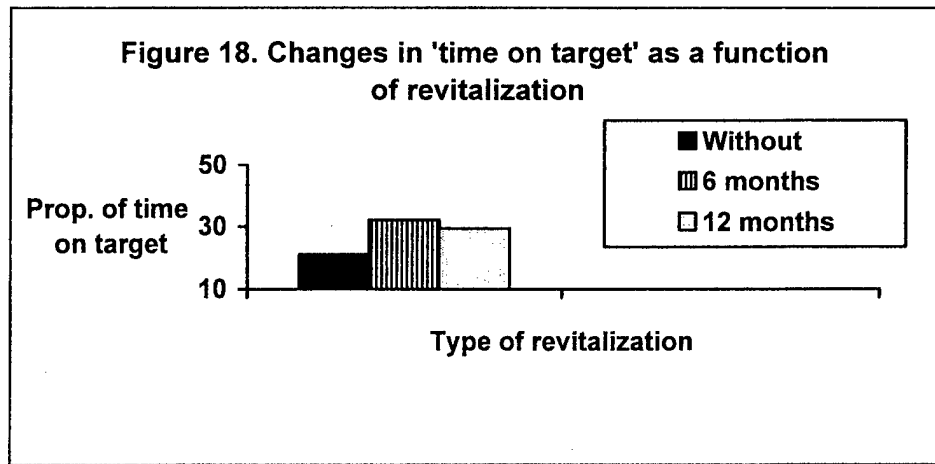 Figure 18. Changes in 'time on target' as a function
of revitalization
Without
6 months
12 months
50
30
10
Prop. of time
on target
Type of revitalization